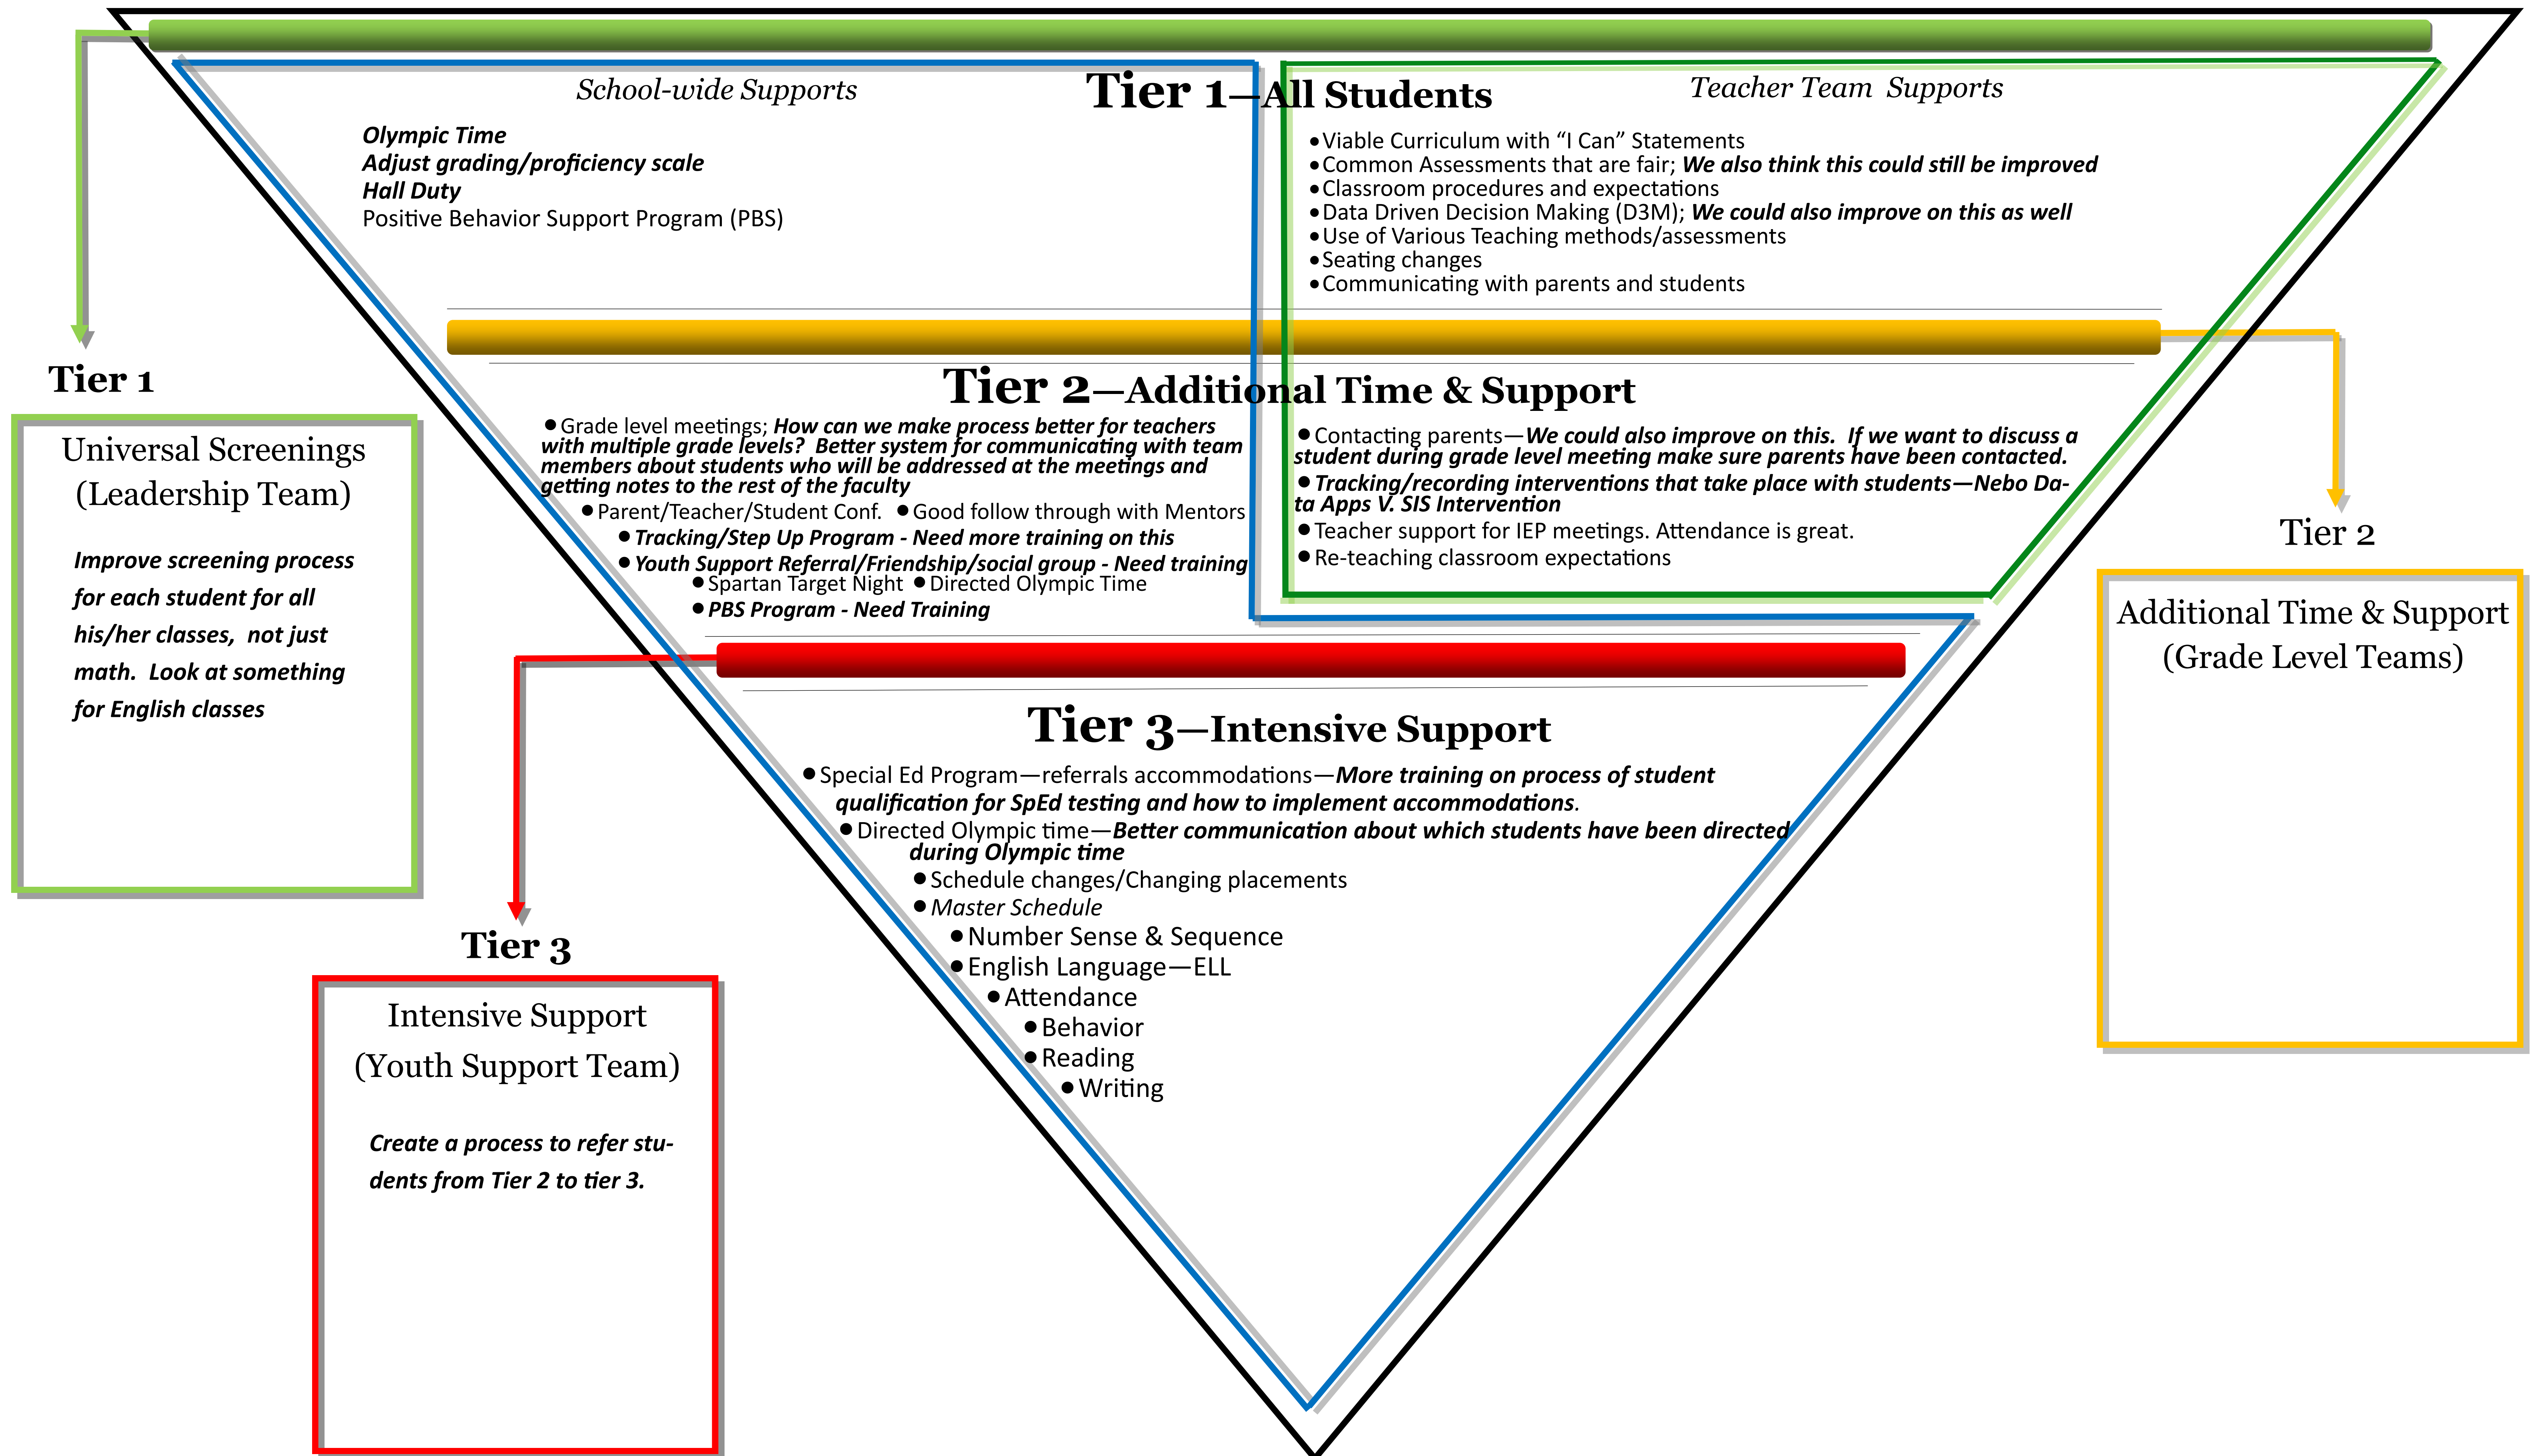 Tier 1—All Students
School-wide Supports
Olympic Time
Adjust grading/proficiency scale
Hall Duty
Positive Behavior Support Program (PBS)
Teacher Team  Supports
•Viable Curriculum with “I Can” Statements
•Common Assessments that are fair; We also think this could still be improved
•Classroom procedures and expectations
•Data Driven Decision Making (D3M); We could also improve on this as well
•Use of Various Teaching methods/assessments
•Seating changes
•Communicating with parents and students
Tier 2—Additional Time & Support
•Grade level meetings; How can we make process better for teachers
with multiple grade levels?  Better system for communicating with team
members about students who will be addressed at the meetings and
getting notes to the rest of the faculty
•Parent/Teacher/Student Conf.  •Good follow through with Mentors
•Tracking/Step Up Program - Need more training on this
•Youth Support Referral/Friendship/social group - Need training
•Spartan Target Night •Directed Olympic Time
•PBS Program - Need Training
•Contacting parents—We could also improve on this.  If we want to discuss a
student during grade level meeting make sure parents have been contacted.
•Tracking/recording interventions that take place with students—Nebo Da-
ta Apps V. SIS Intervention
•Teacher support for IEP meetings. Attendance is great.
•Re-teaching classroom expectations
Tier 3—Intensive Support
•Special Ed Program—referrals accommodations—More training on process of student
qualification for SpEd testing and how to implement accommodations.
•Directed Olympic time—Better communication about which students have been directed
during Olympic time
•Schedule changes/Changing placements
•Master Schedule
•Number Sense & Sequence
•English Language—ELL
•Attendance
•Behavior
•Reading
•Writing
Tier 1
Universal Screenings
(Leadership Team)
Improve screening process
for each student for all
his/her classes,  not just
math.  Look at something
for English classes
Tier 2
Additional Time & Support
(Grade Level Teams)
Tier 3
Intensive Support
(Youth Support Team)
Create a process to refer stu-
dents from Tier 2 to tier 3.